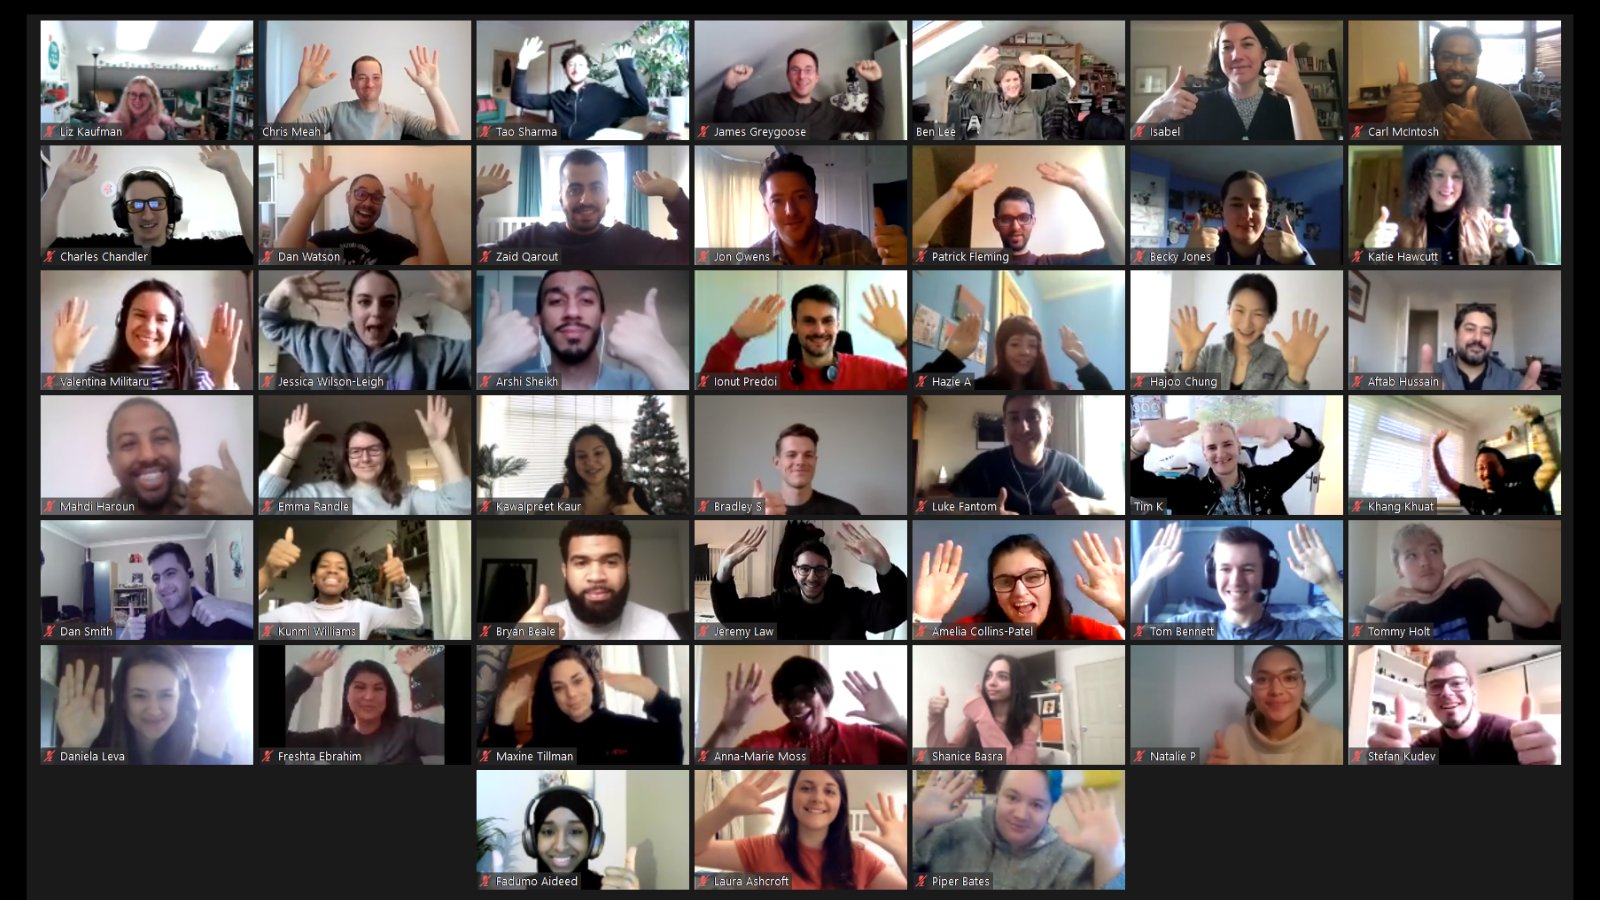 Liz Kaufman
Chris Meah
Tao Sharma
James Greygoose
Ben Lee
Isabel
Carl McIntosh
Charles Chandler
Dan Watson
Zaid Qarout
Jon Owens
Patrick Fleming
Becky Jones
Katie Hawcutt
Valentina Militaru
Jessica Wilson-Leigh
Arshi Sheikh
Ionut Predoi
Hazie A
Hajoo Chung
Aftab Hussain
Mahdi Haroun
Emma Randle
Kawalpreet Kaur
Bradley S
Luke Fantom
Tim K
Khang Khuat
Dan Smith
Kunmi Williams
Bryan Beale
Jeremy Law
Amelia Collins-Patel
Tom Bennett
Tommy Holt
Daniela Leva
Freshta Ebrahim
Maxine Tillman
Anna-Marie Moss
Shanice Basra
Natalie P
Stefan Kudev
Fadumo Aideed
Laura Ashcroft
Piper Bates